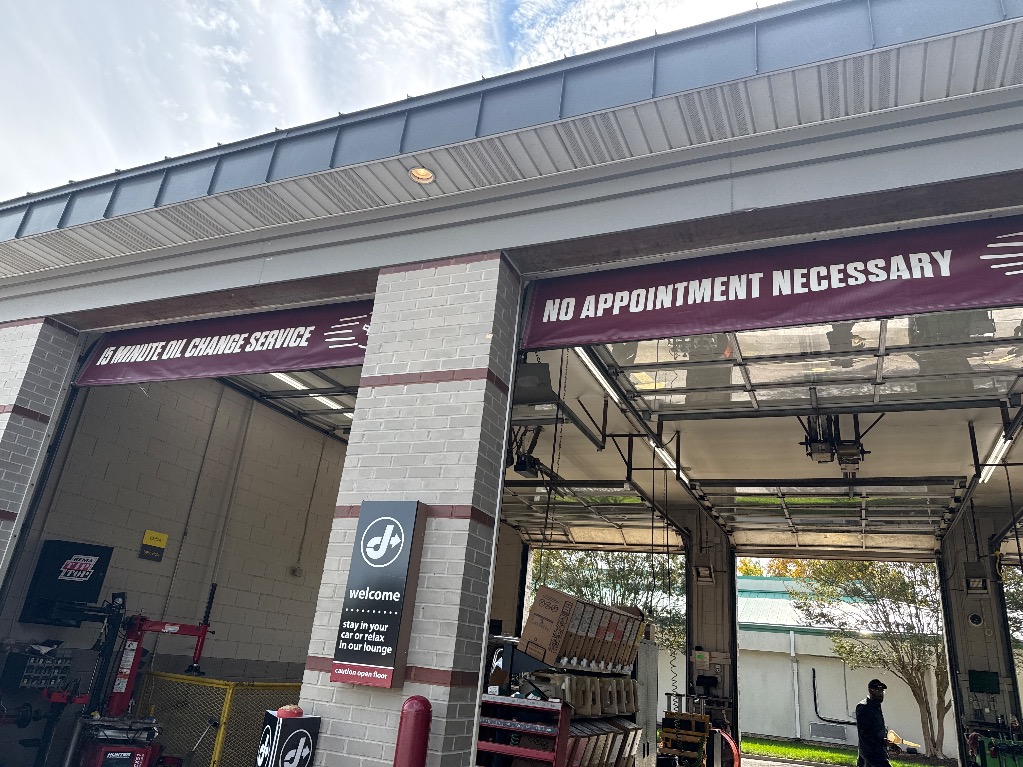 15 MINUTE OIL CHANGE SERVICE
NO APPOINTMENT NECESSARY
welcome
stay in your
car or relax
in our lounge
caution open floor
HUNTER